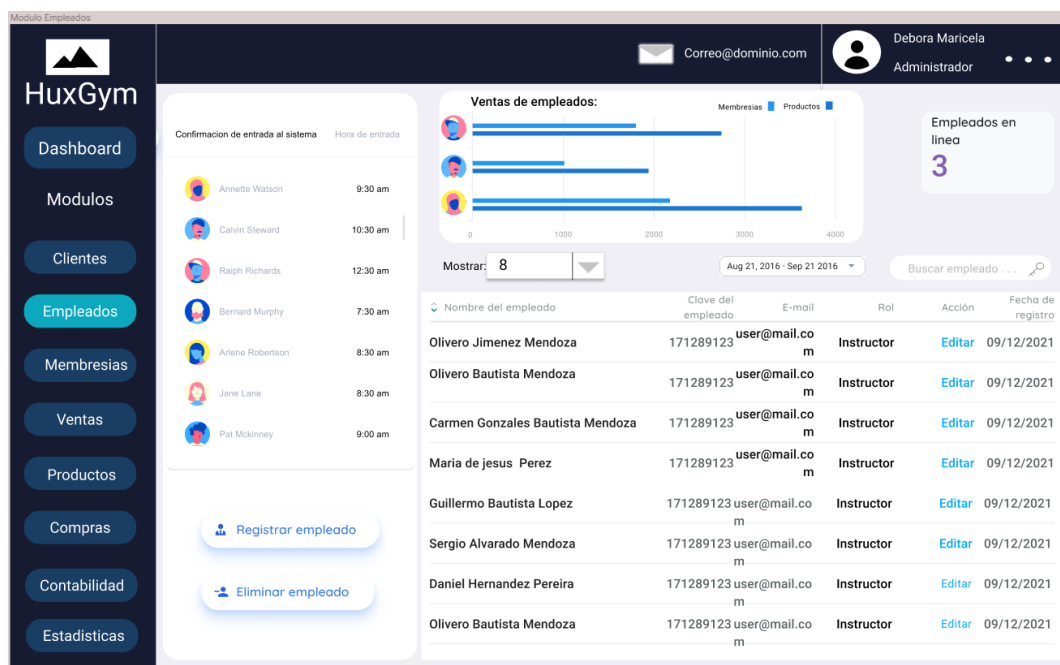 Modulo Empleados
HuxGym
Dashboard
Modulos
Clientes
Empleados
Membresias
Ventas
Productos
Compras
Contabilidad
Estadisticas
Correo@dominio.com
Debora Maricela
Administrador
Confirmacion de entrada al sistema Hora de entrada
Annette Watson 9:30 am
Calvin Steward 10:30 am
Ralph Richards 12:30 am
Bernard Murphy 7:30 am
Arlene Robertson 8:30 am
Jane Lane 8:30 am
Pat Mckinney 9:00 am
Registrar empleado
Eliminar empleado
Ventas de empleados:
Membresias Productos
0 1000 2000 3000 4000
Empleados en
linea
3
Mostrar: 8
Aug 21, 2016 - Sep 21 2016
Buscar empleado . . .
Nombre del empleado Clave del empleado E-mail Rol Acción Fecha de registro
Olivero Jimenez Mendoza 171289123 user@mail.com Instructor Editar 09/12/2021
Olivero Bautista Mendoza 171289123 user@mail.com Instructor Editar 09/12/2021
Carmen Gonzales Bautista Mendoza 171289123 user@mail.com Instructor Editar 09/12/2021
Maria de jesus Perez 171289123 user@mail.com Instructor Editar 09/12/2021
Guillermo Bautista Lopez 171289123 user@mail.com Instructor Editar 09/12/2021
Sergio Alvarado Mendoza 171289123 user@mail.com Instructor Editar 09/12/2021
Daniel Hernandez Pereira 171289123 user@mail.com Instructor Editar 09/12/2021
Olivero Bautista Mendoza 171289123 user@mail.com Instructor Editar 09/12/2021